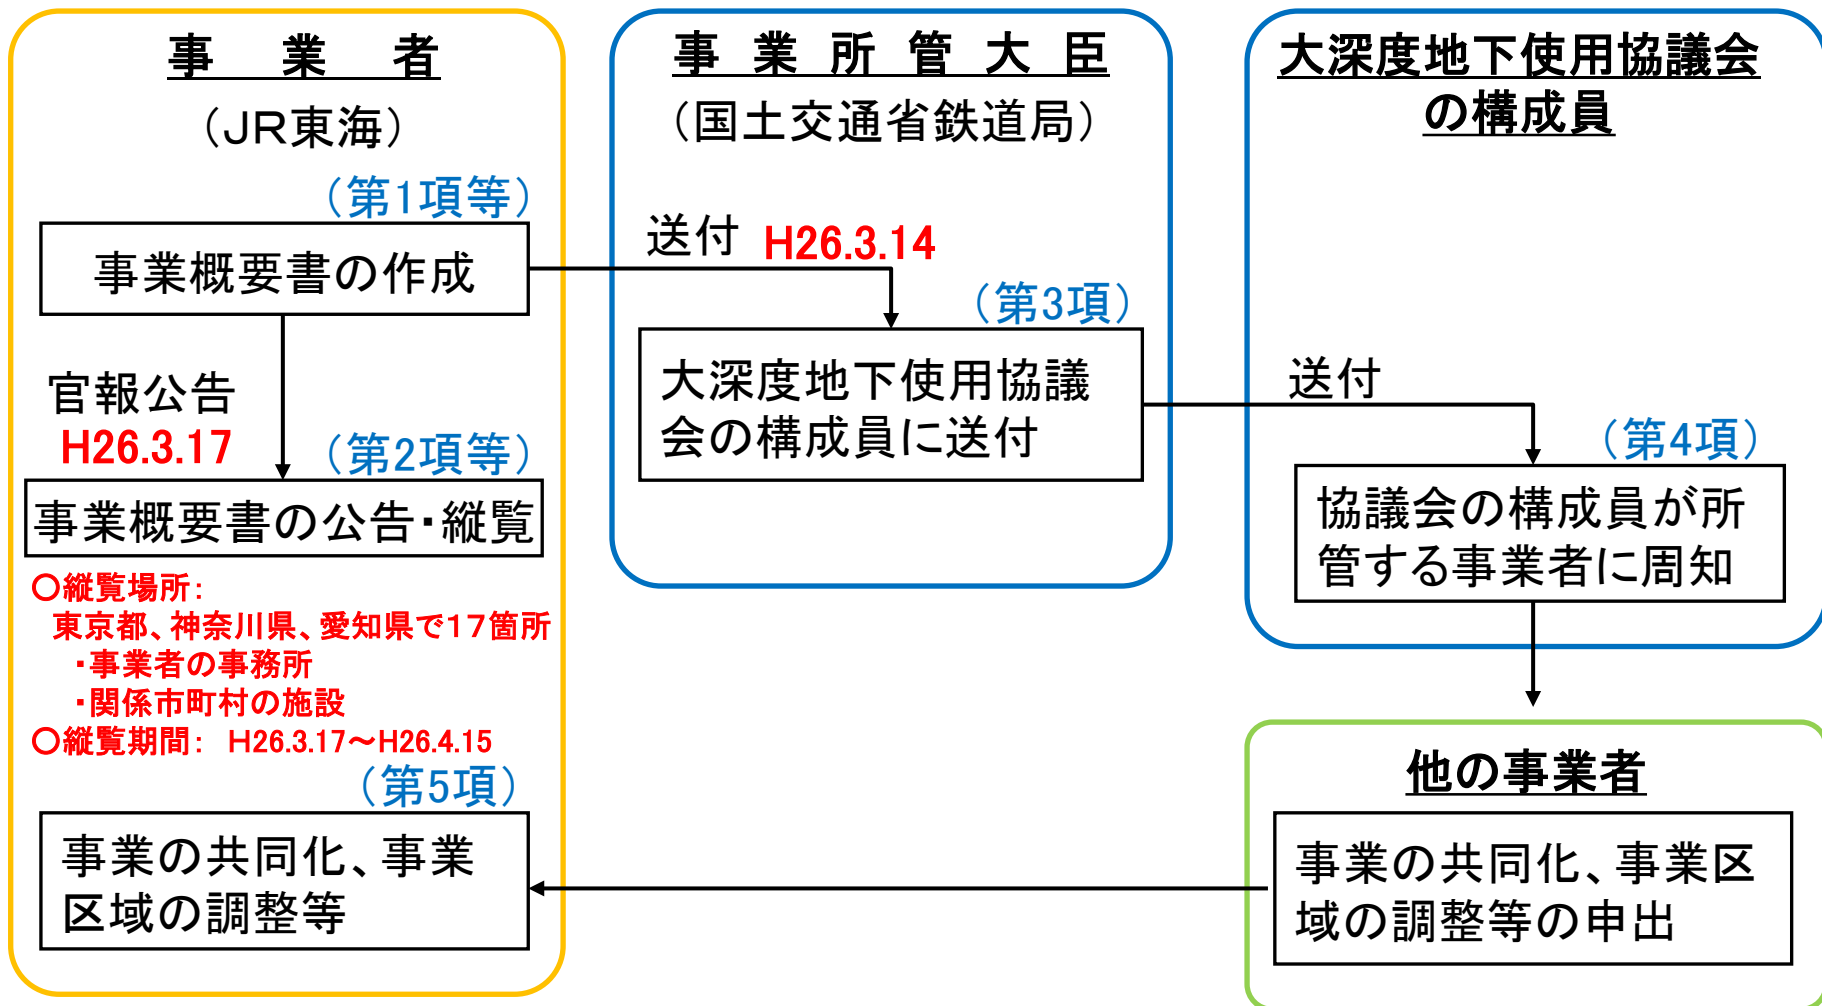 事業者
（JR東海）
（第1項等）
事業概要書の作成
官報公告
H26.3.17
（第2項等）
事業概要書の公告・縦覧
〇縦覧場所：
東京都、神奈川県、愛知県で17箇所
・事業者の事務所
・関係市町村の施設
〇縦覧期間： H26.3.17～H26.4.15
（第5項）
事業の共同化、事業
区域の調整等
事業所管大臣
（国土交通省鉄道局）
送付 H26.3.14
（第3項）
大深度地下使用協議
会の構成員に送付
大深度地下使用協議会
の構成員
送付
（第4項）
協議会の構成員が所
管する事業者に周知
他の事業者
事業の共同化、事業区
域の調整等の申出